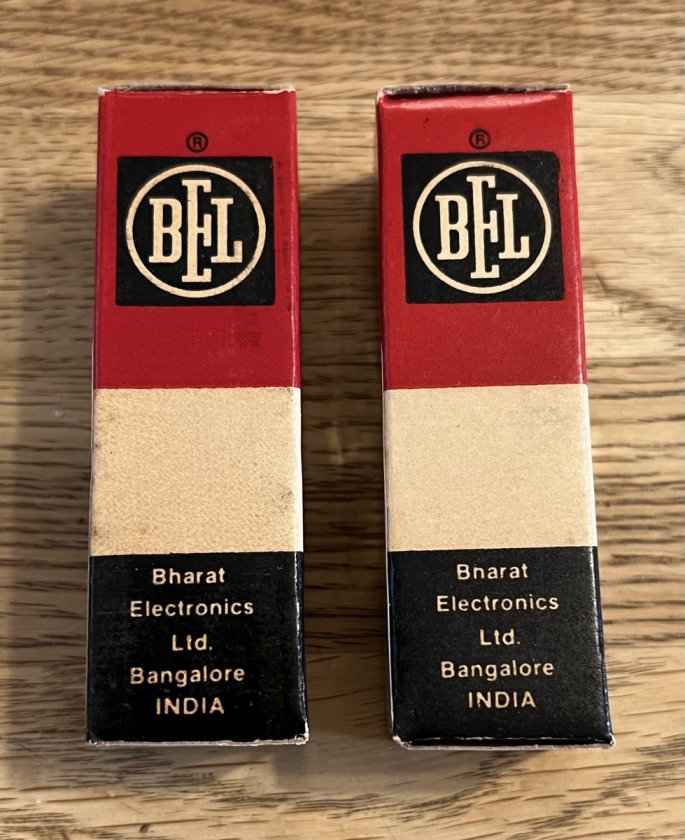 ®
BEL
Bharat
Electronics
Ltd.
Bangalore
INDIA
®
BEL
Bharat
Electronics
Ltd.
Bangalore
INDIA